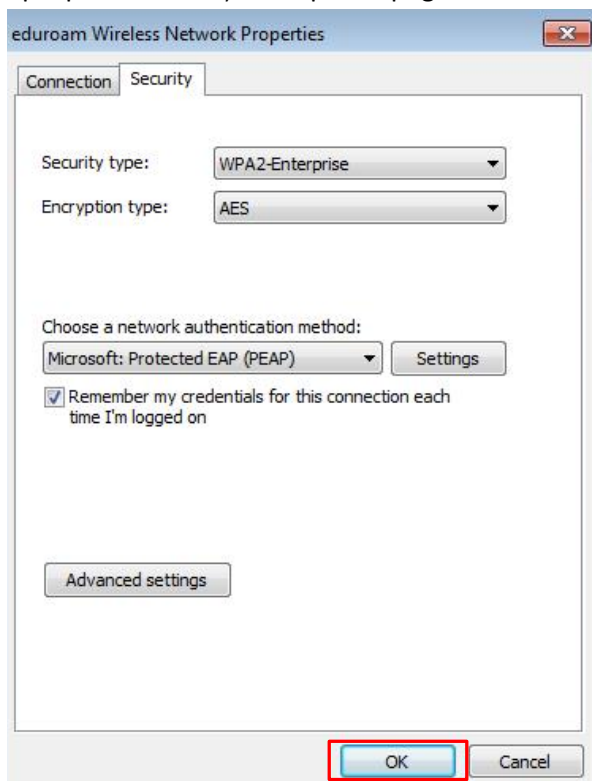 eduroam Wireless Network Properties
Connection Security
Security type: WPA2-Enterprise
Encryption type: AES
Choose a network authentication method:
Microsoft: Protected EAP (PEAP) Settings
Remember my credentials for this connection each
time I'm logged on
Advanced settings
OK Cancel